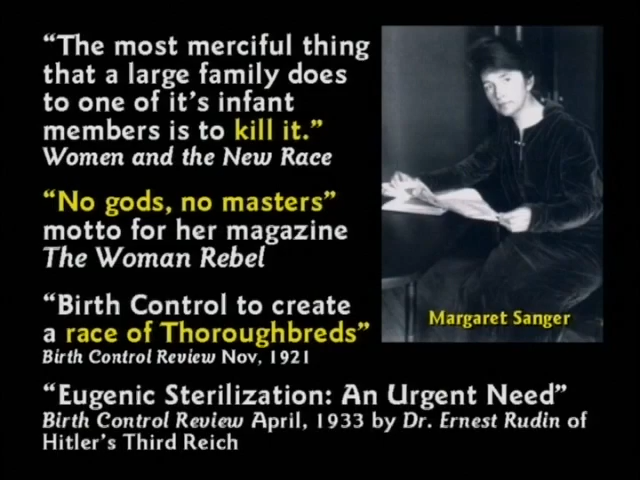 “The most merciful thing
that a large family does
to one of it’s infant
members is to kill it.”
Women and the New Race
“No gods, no masters”
motto for her magazine
The Woman Rebel
“Birth Control to create
a race of Thoroughbreds”
Birth Control Review Nov, 1921
Margaret Sanger
“Eugenic Sterilization: An Urgent Need”
Birth Control Review April, 1933 by Dr. Ernest Rudin of
Hitler’s Third Reich